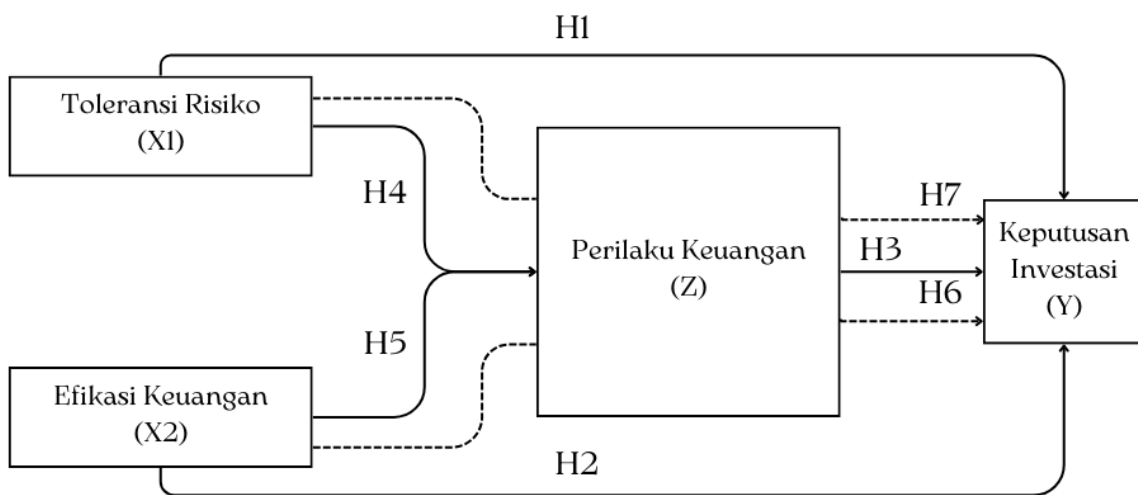 H1
Toleransi Risiko
(X1)
H4
H7
Perilaku Keuangan
(Z)
H3
Keputusan
Investasi
(Y)
H6
H5
Efikasi Keuangan
(X2)
H2